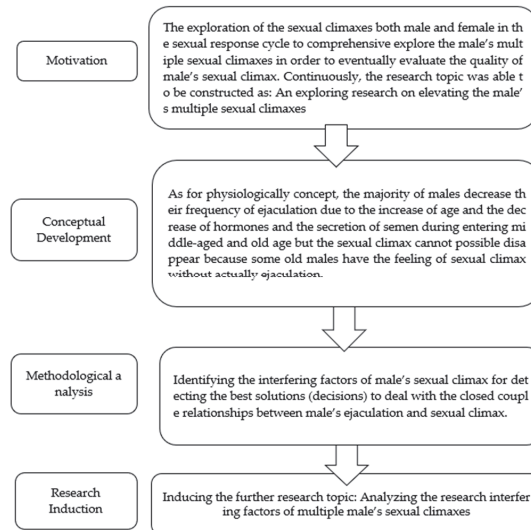 Motivation
The exploration of the sexual climaxes both male and female in th
e sexual response cycle to comprehensive explore the male's mult
iple sexual climaxes in order to eventually evaluate the quality of
male's sexual climax. Continuously, the research topic was able t
o be constructed as: An exploring research on elevating the male'
s multiple sexual climaxes
Conceptual
Development
As for physiologically concept, the majority of males decrease th
eir frequency of ejaculation due to the increase of age and the dec
rease of hormones and the secretion of semen during entering mi
ddle-aged and old age but the sexual climax cannot possible disa
ppear because some old males have the feeling of sexual climax
without actually ejaculation.
Methodological a
nalysis
Identifying the interfering factors of male's sexual climax for det
ecting the best solutions (decisions) to deal with the closed coupl
e relationships between male's ejaculation and sexual climax.
Research
Induction
Inducing the further research topic: Analyzing the research interfer
ing factors of multiple male's sexual climaxes